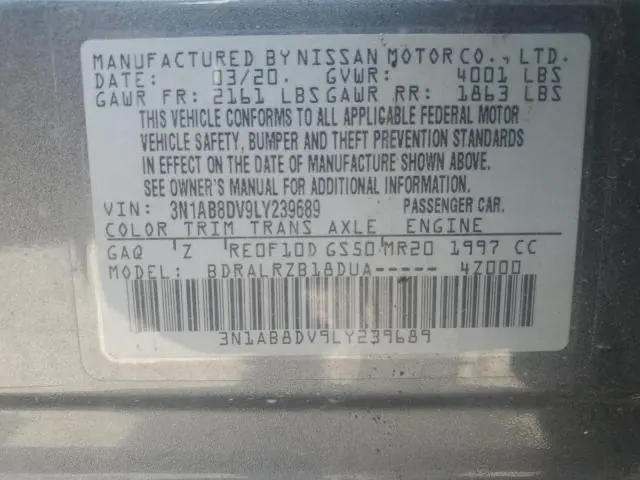 MANUFACTURED BY NISSAN MOTOR CO., LTD.
DATE: 03/20. GVWR: 4001 LBS
GAWR FR: 2161 LBS GAWR RR: 1863 LBS
THIS VEHICLE CONFORMS TO ALL APPLICABLE FEDERAL MOTOR
VEHICLE SAFETY, BUMPER AND THEFT PREVENTION STANDARDS
IN EFFECT ON THE DATE OF MANUFACTURE SHOWN ABOVE.
SEE OWNER'S MANUAL FOR ADDITIONAL INFORMATION.
VIN: 3N1AB8DV9LY239689 PASSENGER CAR.
COLOR TRIM TRANS AXLE ENGINE
GAQ Z RE0F10D GS50 MR20 1997 CC
MODEL: BDRALRZB18DUA----- 4Z000
3N1AB8DV9LY239689